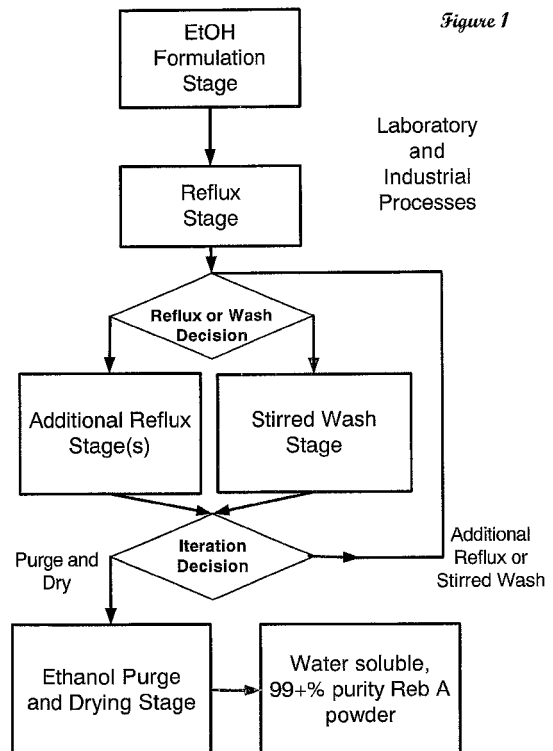 Figure 1
EtOH
Formulation
Stage
Laboratory
and
Industrial
Processes
Reflux
Stage
Reflux or Wash
Decision
Additional Reflux
Stage(s)
Stirred Wash
Stage
Iteration
Decision
Purge and
Dry
Additional
Reflux or
Stirred Wash
Ethanol Purge
and Drying Stage
Water soluble,
99+% purity Reb A
powder